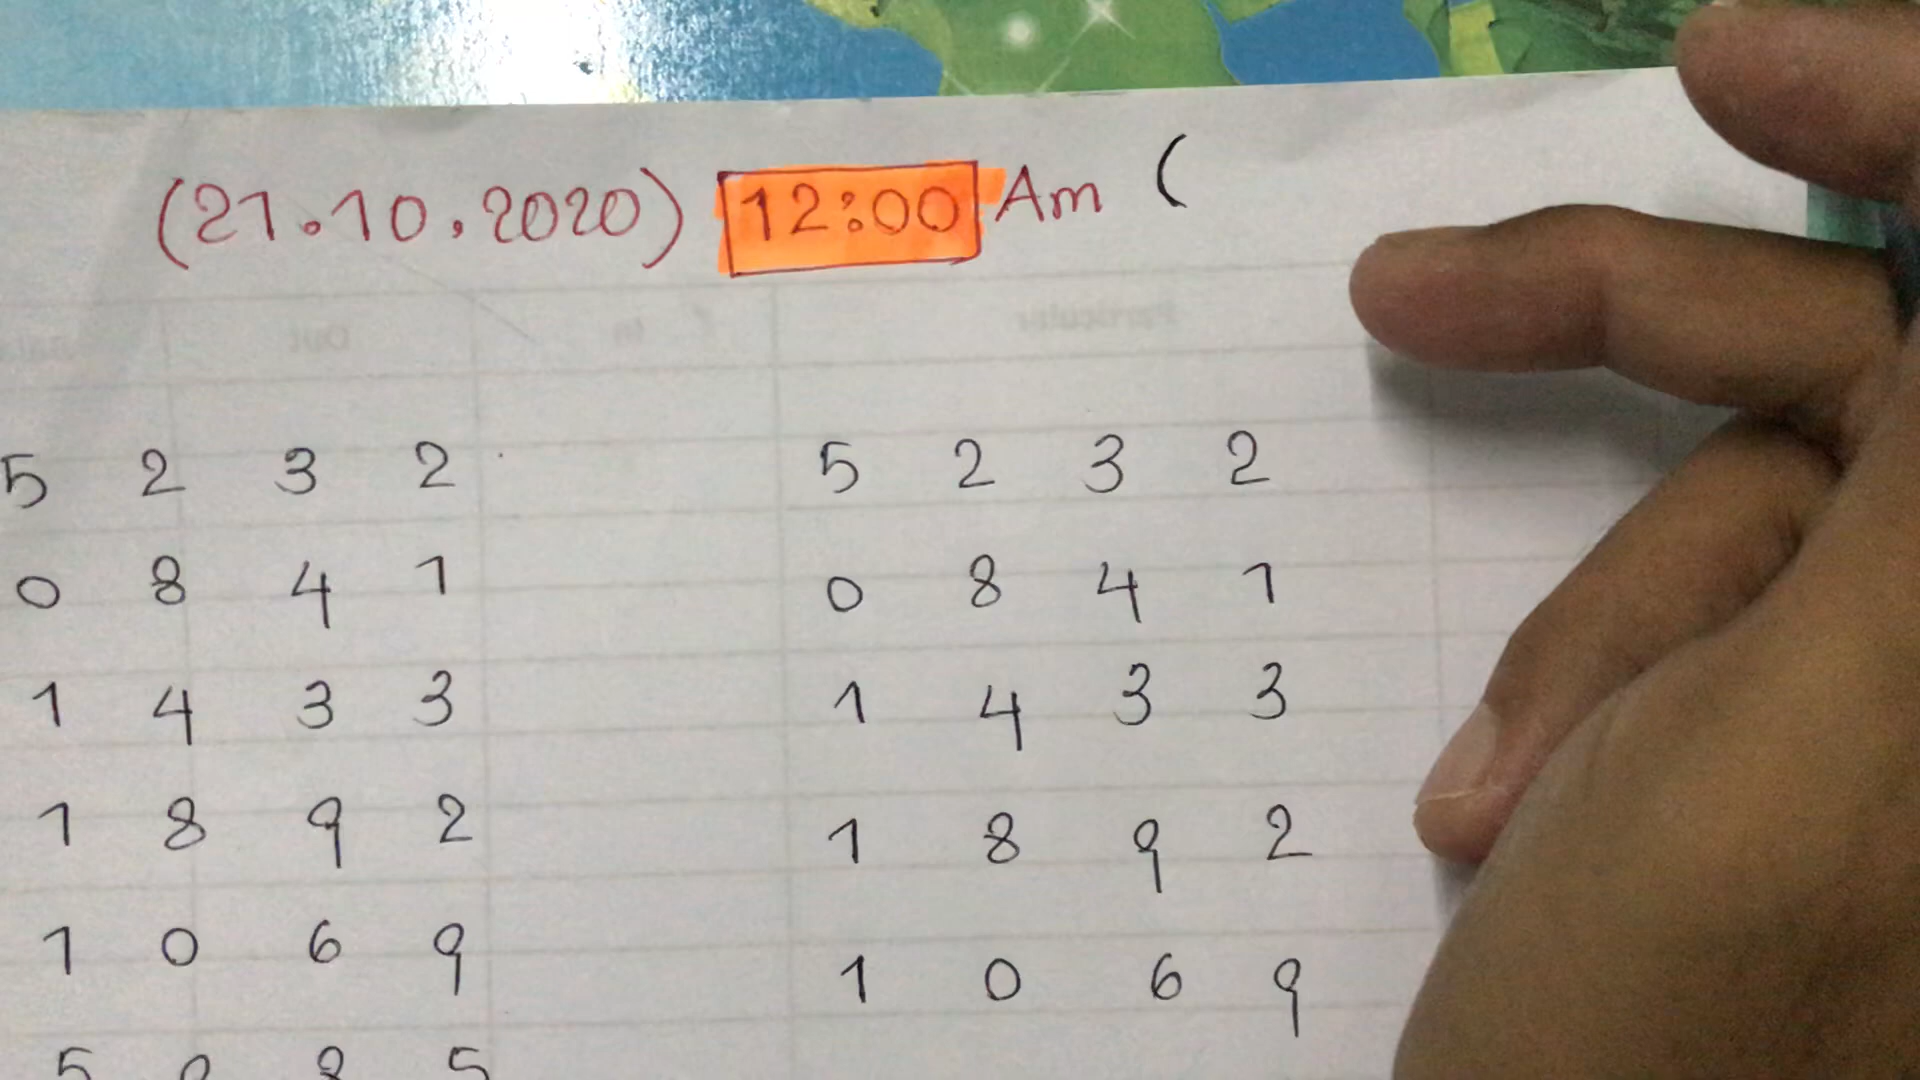 (21.10.2020) 12:00 Am (
5 2 3 2 5 2 3 2
0 8 4 1 0 8 4 1
1 4 3 3 1 4 3 3
1 8 9 2 1 8 9 2
1 0 6 9 1 0 6 9